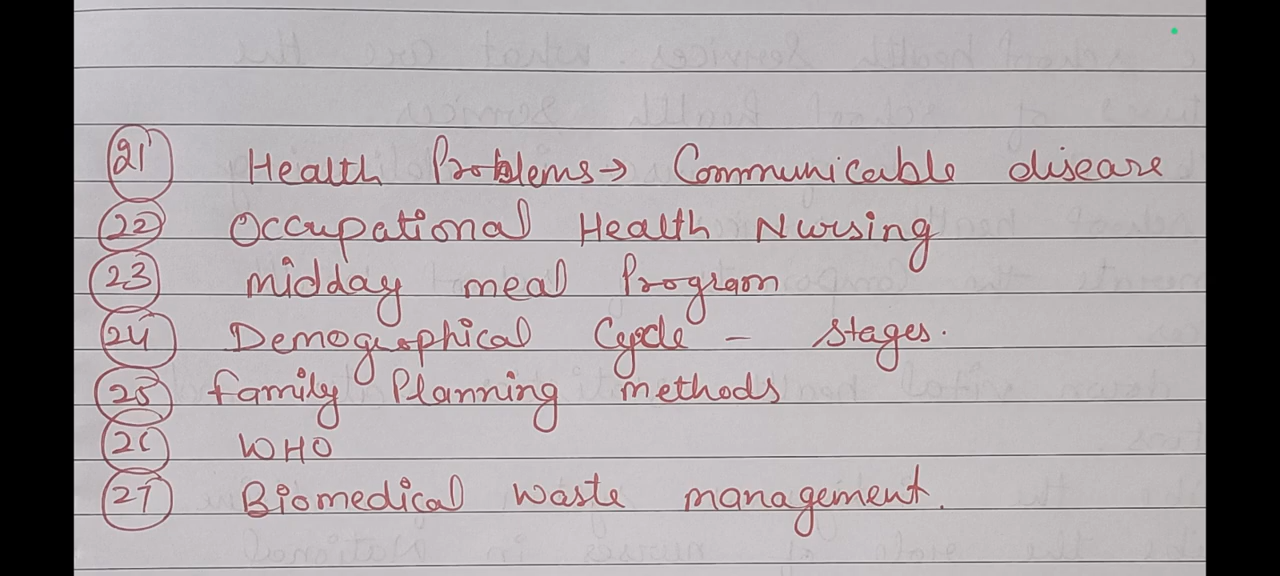 21 Health Problems → Communicable disease
22 Occupational Health Nursing
23 midday meal Program
24 Demographical Cycle - stages.
25 family Planning methods
26 WHO
27 Biomedical waste management.